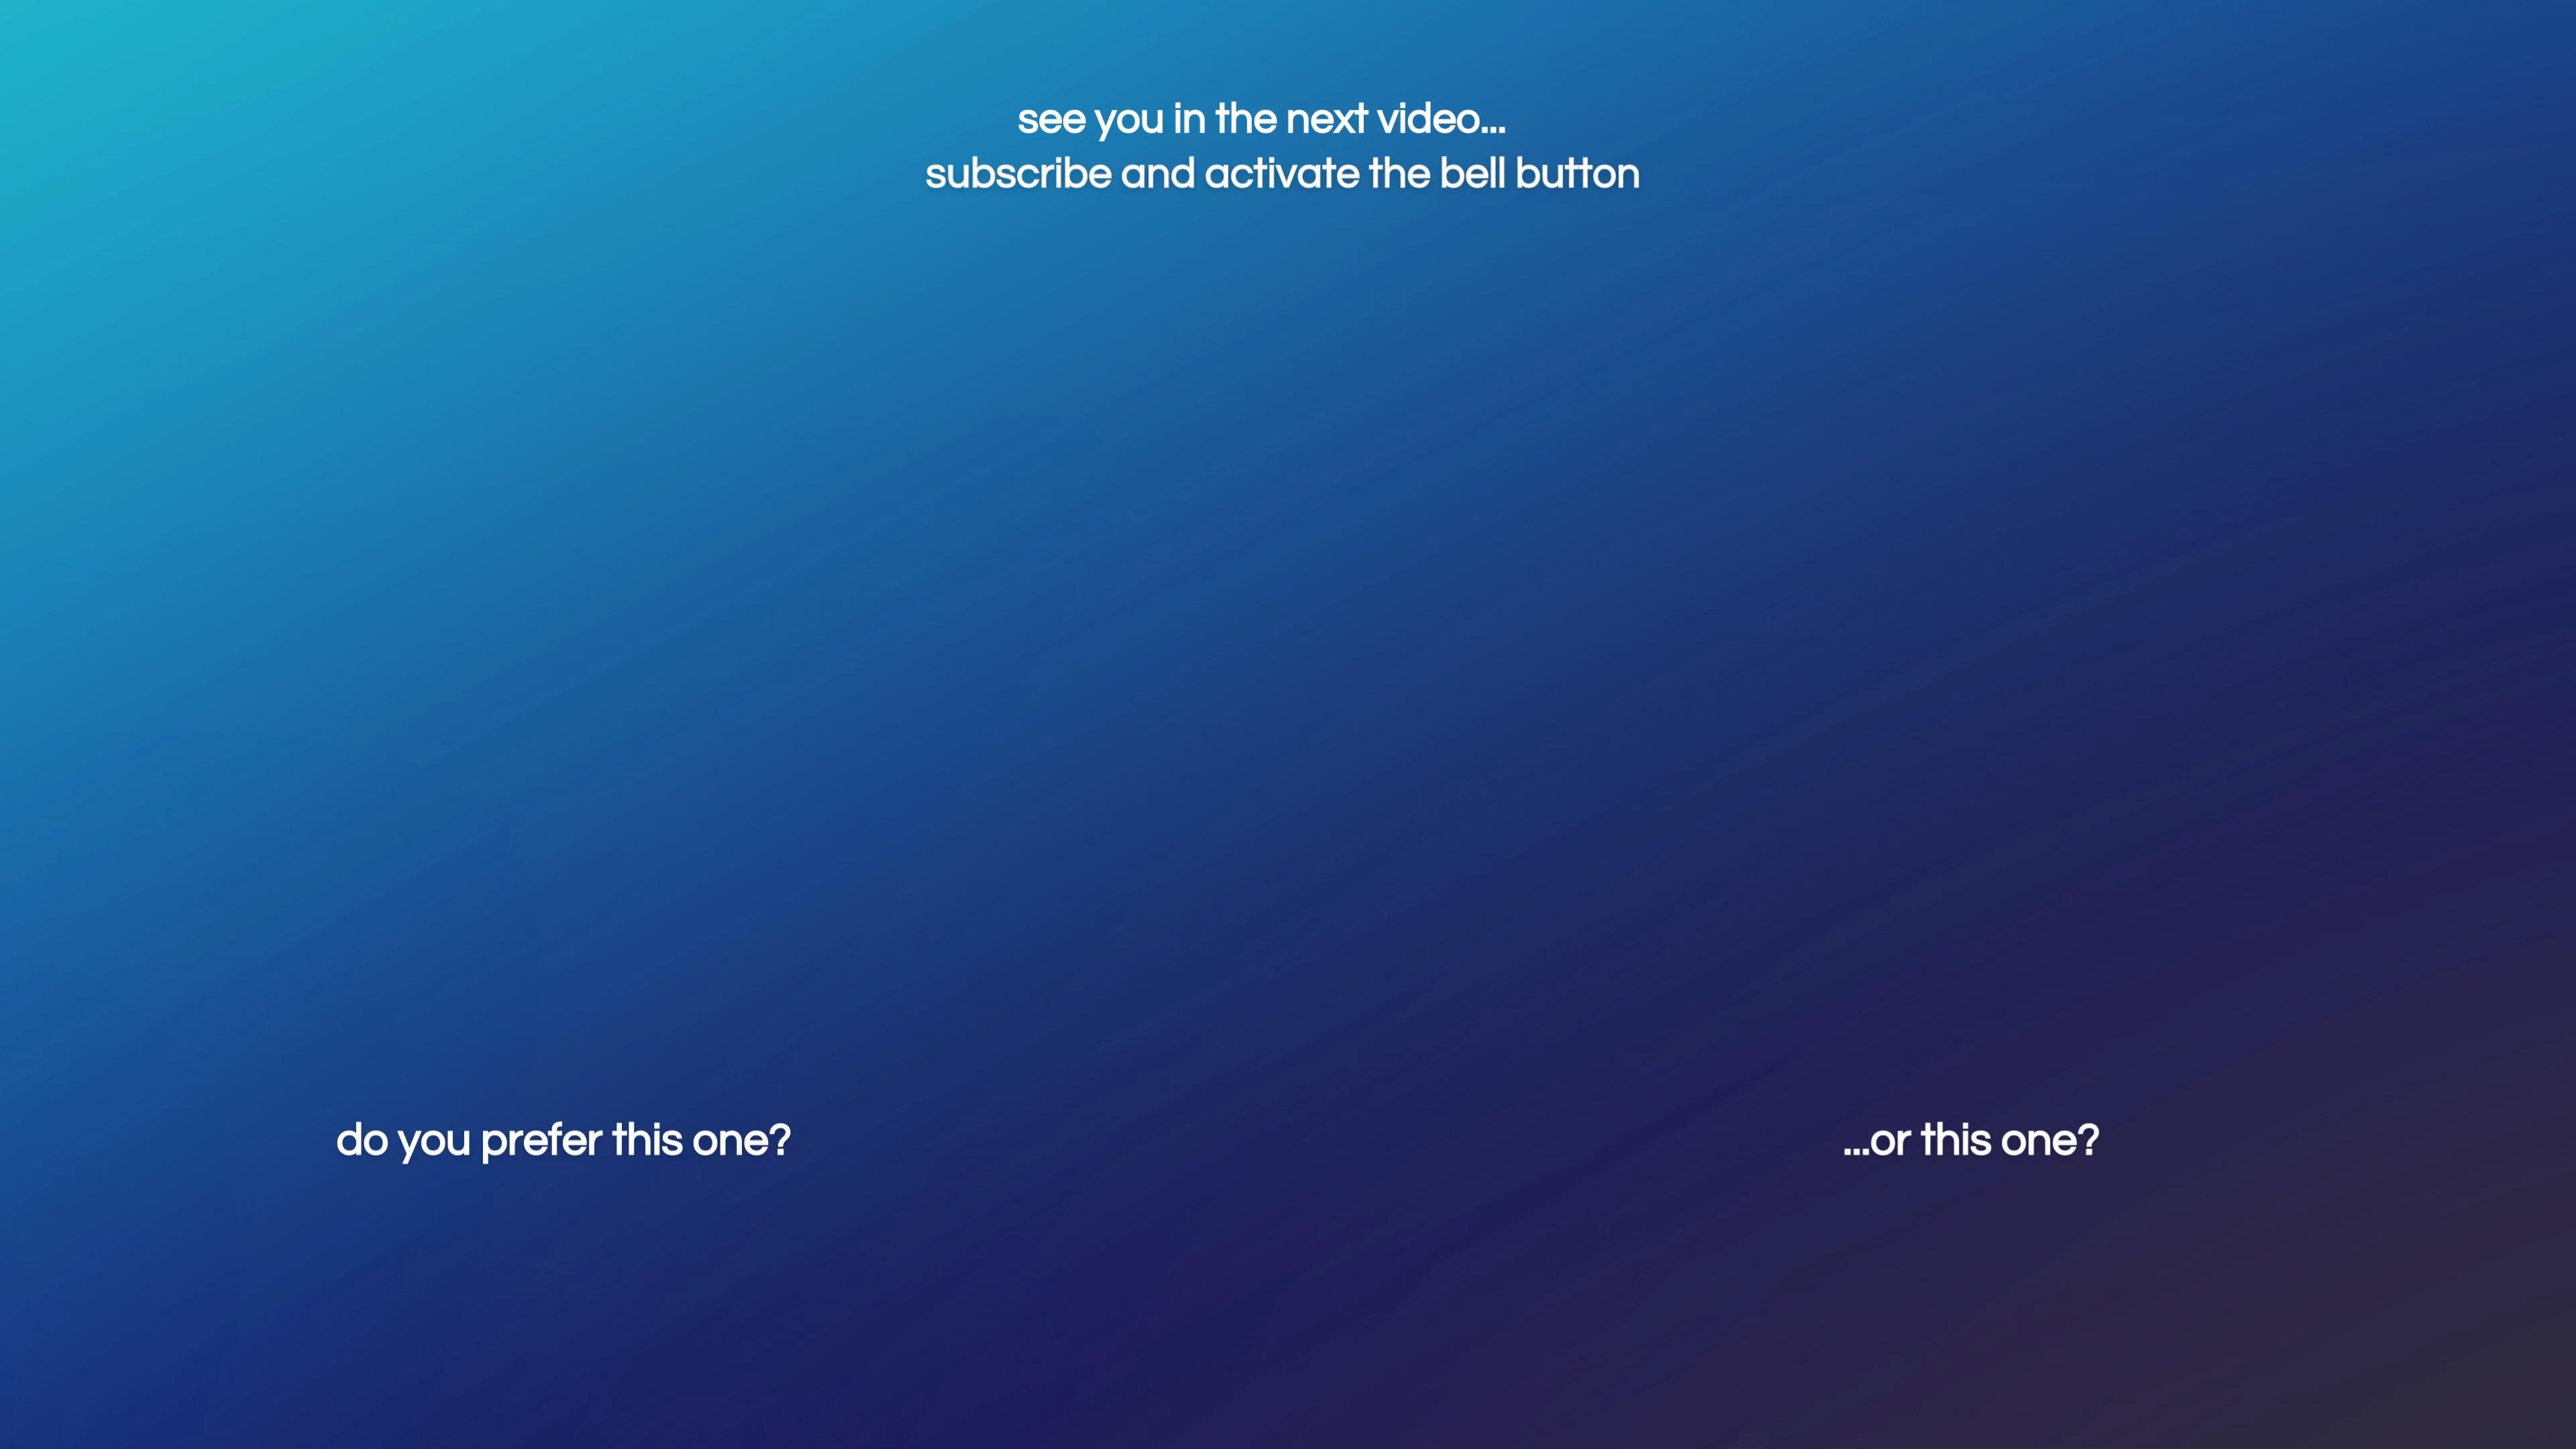 see you in the next video...
subscribe and activate the bell button
do you prefer this one?
...or this one?